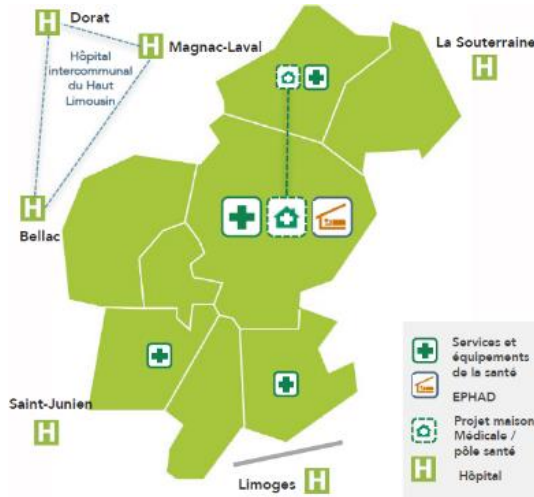 H Dorat
H Magnac-Laval
Hôpital
intercommunal
du Haut
Limousin
La Souterraine
H
H
Bellac
Saint-Junien
H
Limoges H
Services et
équipements
de la santé
EPHAD
Projet maison
Médicale /
pôle santé
H Hôpital